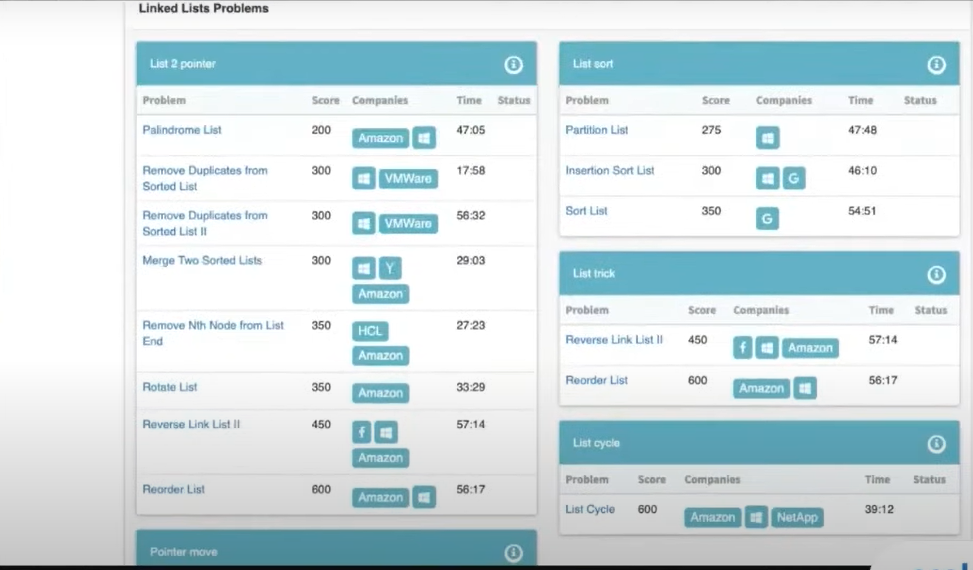 Linked Lists Problems
List 2 pointer
Problem Score Companies Time Status
Palindrome List 200 Amazon 47:05
Remove Duplicates from 300 VMWare 17:58
Sorted List
Remove Duplicates from 300 VMWare 56:32
Sorted List II
Merge Two Sorted Lists 300 Y 29:03
Amazon
Remove Nth Node from List 350 HCL 27:23
End Amazon
Rotate List 350 Amazon 33:29
Reverse Link List II 450 f 57:14
Amazon
Reorder List 600 Amazon 56:17
Pointer move
List sort
Problem Score Companies Time Status
Partition List 275 47:48
Insertion Sort List 300 G 46:10
Sort List 350 G 54:51
List trick
Problem Score Companies Time Status
Reverse Link List II 450 f Amazon 57:14
Reorder List 600 Amazon 56:17
List cycle
Problem Score Companies Time Status
List Cycle 600 Amazon NetApp 39:12